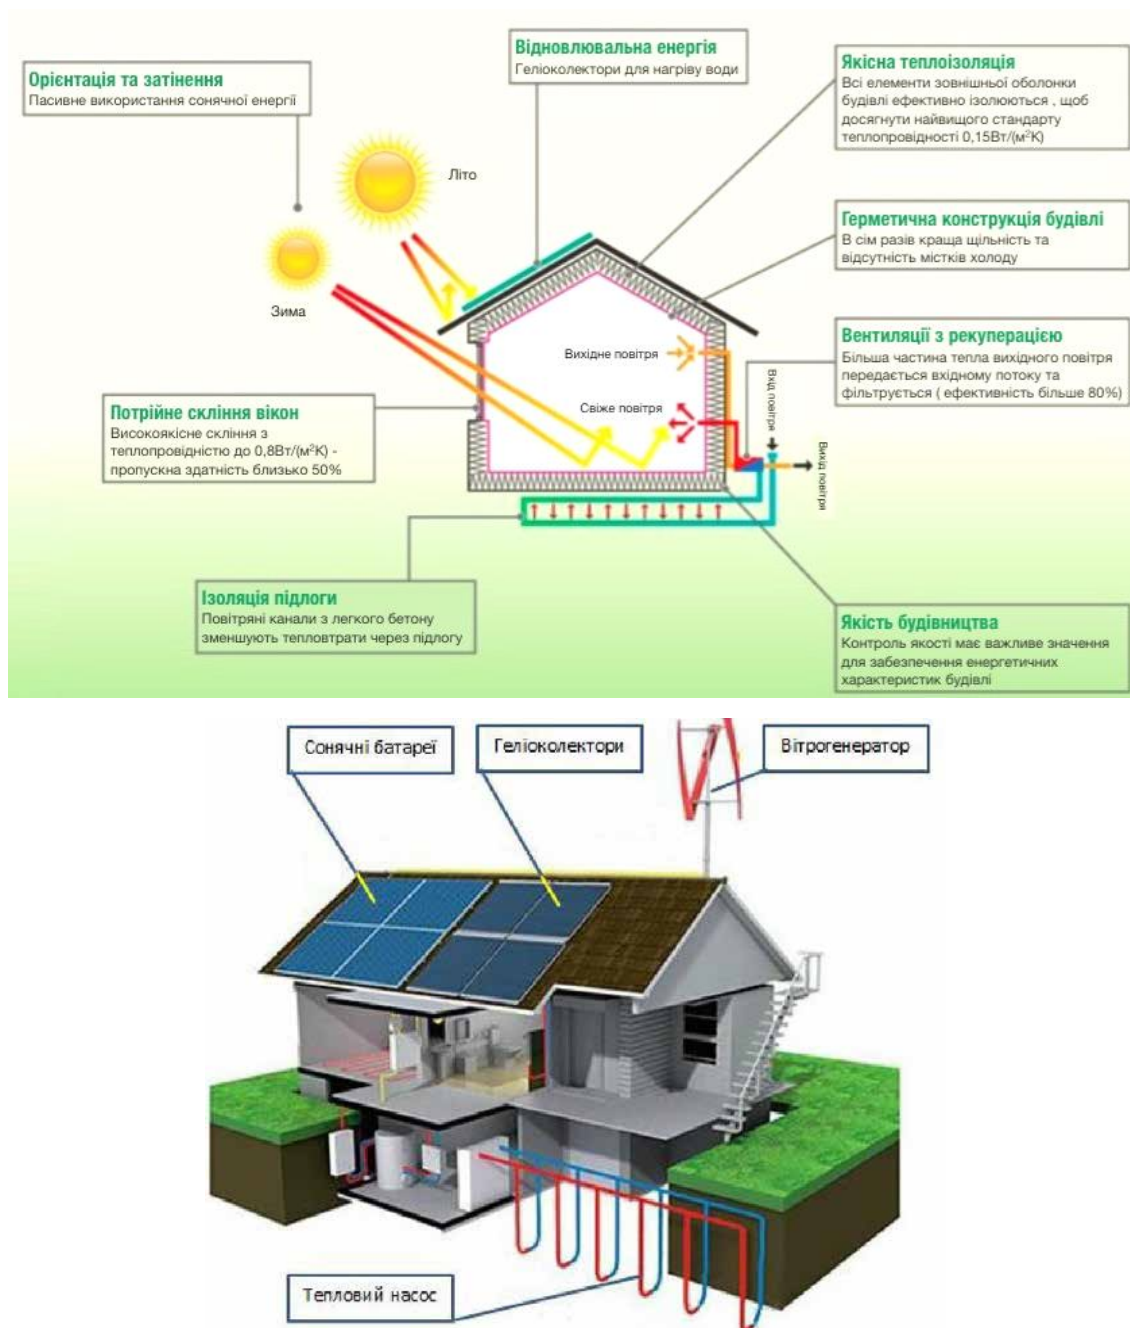 Орієнтація та затінення
Пасивне використання сонячної енергії
Відновлювальна енергія
Геліоколектори для нагріву води
Якісна теплоізоляція
Всі елементи зовнішньої оболонки
будівлі ефективно ізолюються , щоб
досягнути найвищого стандарту
теплопровідності 0,15Вт/(м²К)
Літо
Зима
Герметична конструкція будівлі
В сім разів краща щільність та
відсутність містків холоду
Вихідне повітря
Свіже повітря
Вентиляції з рекуперацією
Більша частина тепла вихідного повітря
передається вхідному потоку та
фільтрується ( ефективність більше 80%)
Вхід повітря
Вихід повітря
Потрійне скління вікон
Високоякісне скління з
теплопровідністю до 0,8Вт/(м²К) -
пропускна здатність близько 50%
Ізоляція підлоги
Повітряні канали з легкого бетону
зменшують тепловтрати через підлогу
Якість будівництва
Контроль якості має важливе значення
для забезпечення енергетичних
характеристик будівлі
Сонячні батареї
Геліоколектори
Вітрогенератор
Тепловий насос